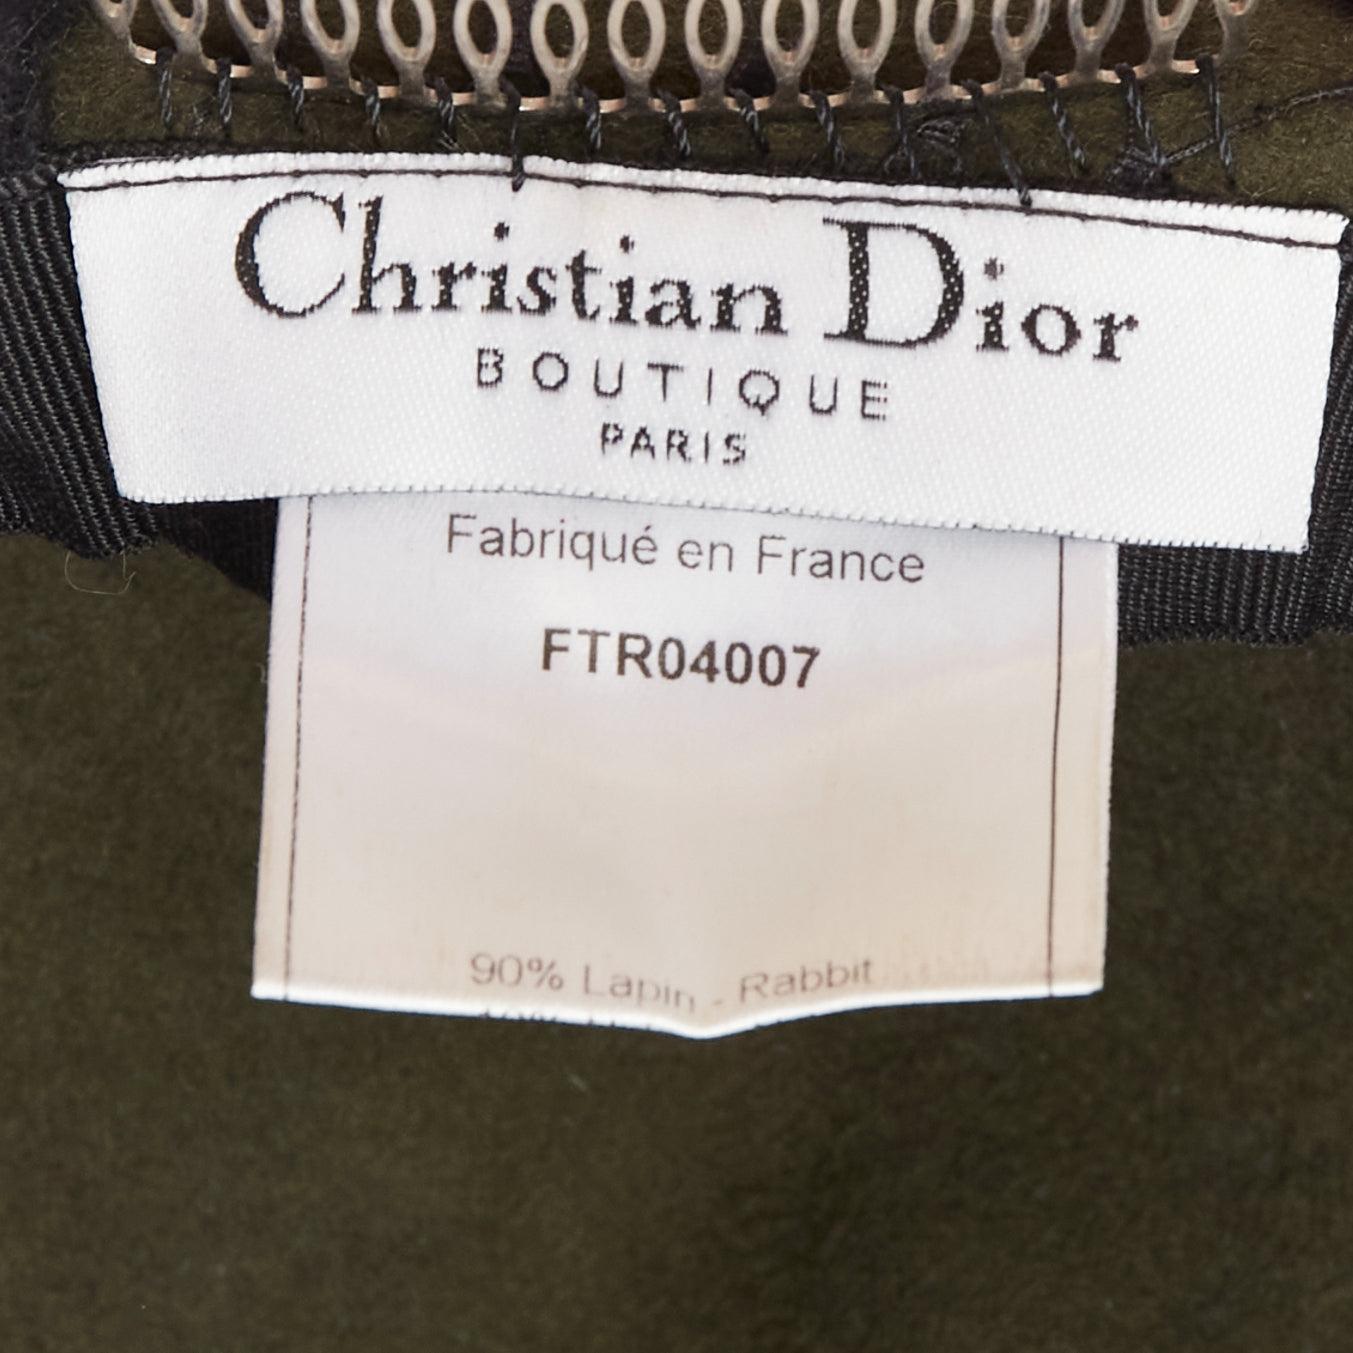 Christian Dior
BOUTIQUE
PARIS
Fabriqué en France
FTR04007
90% Lapin - Rabbit